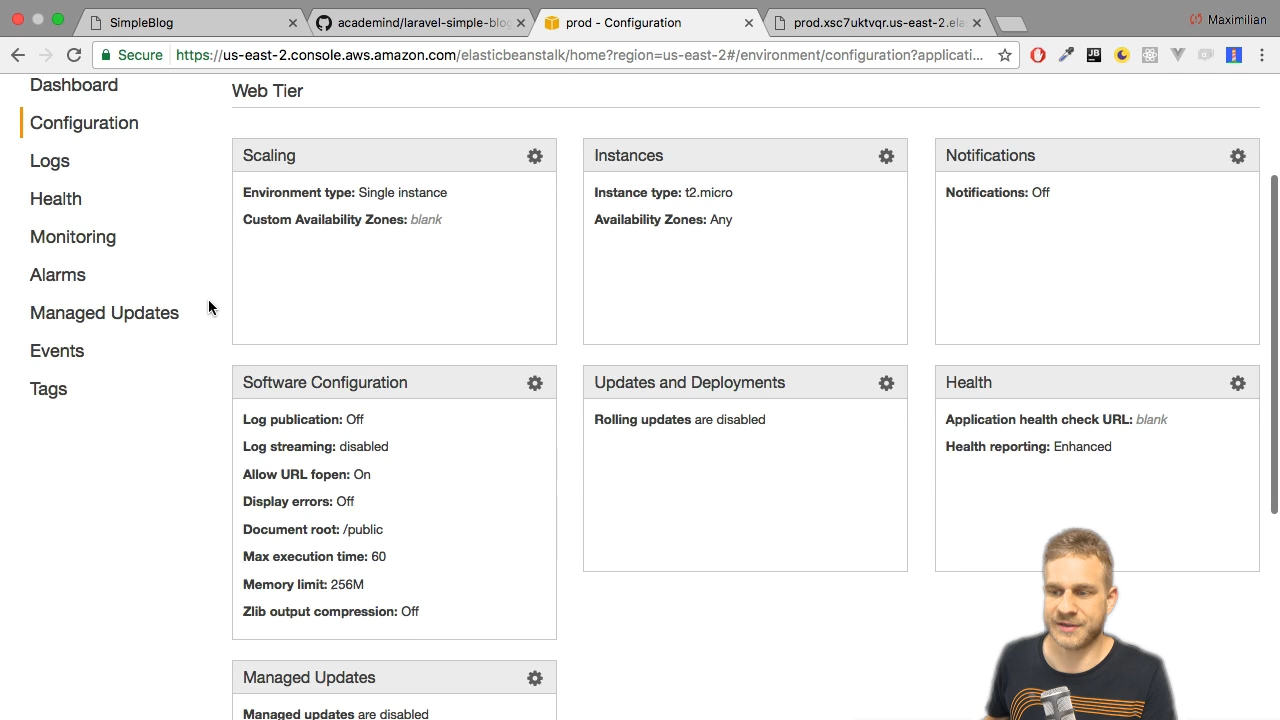 SimpleBlog
academind/laravel-simple-blog
prod - Configuration
prod.xsc7uktvqr.us-east-2.ela
Maximilian
Secure
https://us-east-2.console.aws.amazon.com/elasticbeanstalk/home?region=us-east-2#/environment/configuration?applicati...
JB
Dashboard
Configuration
Logs
Health
Monitoring
Alarms
Managed Updates
Events
Tags
Web Tier
Scaling
Environment type: Single instance
Custom Availability Zones: blank
Instances
Instance type: t2.micro
Availability Zones: Any
Notifications
Notifications: Off
Software Configuration
Log publication: Off
Log streaming: disabled
Allow URL fopen: On
Display errors: Off
Document root: /public
Max execution time: 60
Memory limit: 256M
Zlib output compression: Off
Updates and Deployments
Rolling updates are disabled
Health
Application health check URL: blank
Health reporting: Enhanced
Managed Updates
Managed updates are disabled